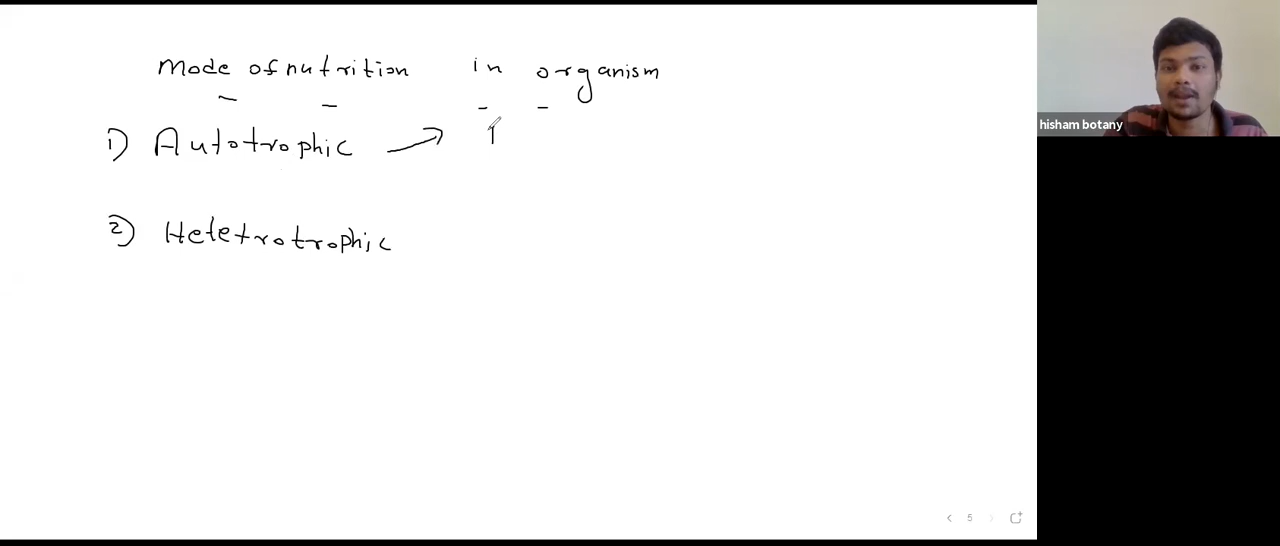 mode of nutrition in organism
1) Autotrophic →
2) Hetetrotrophic
hisham botany
5